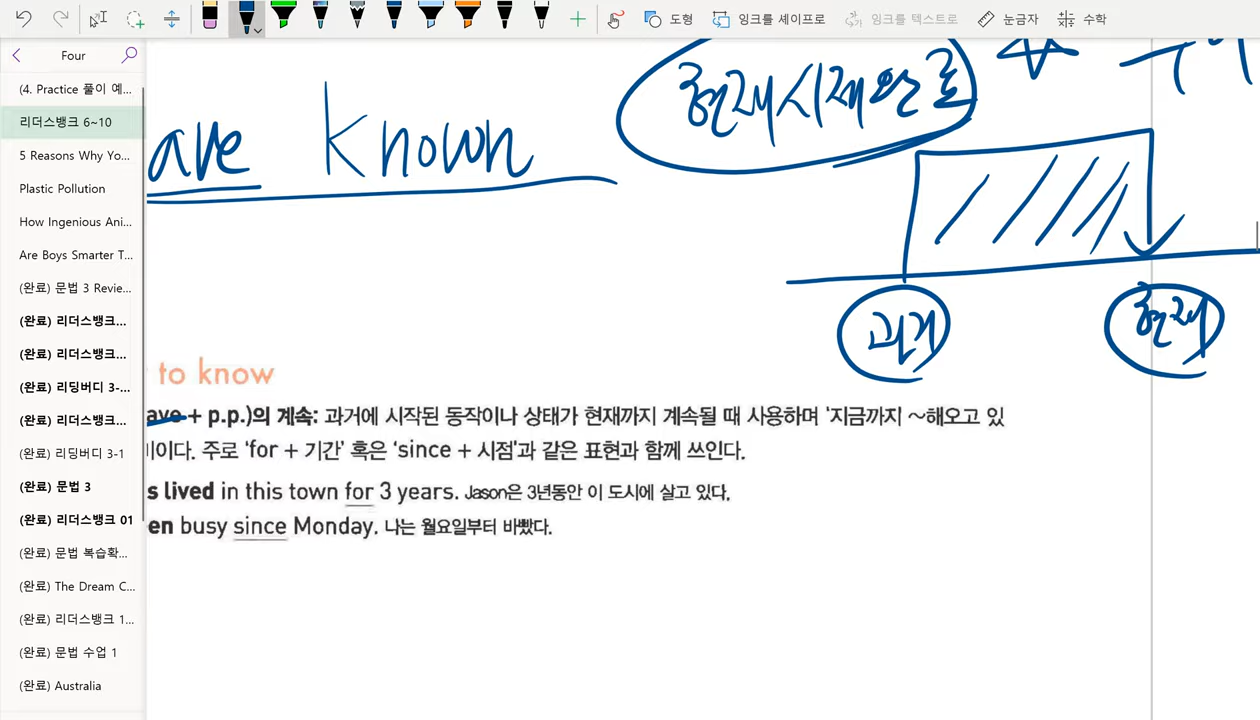 도형
잉크를 셰이프로
잉크를 텍스트로
눈금자
수학
Four
(4. Practice 풀이 예...
리더스뱅크 6~10
5 Reasons Why Yo...
Plastic Pollution
How Ingenious Ani...
Are Boys Smarter T...
(완료) 문법 3 Revie...
(완료) 리더스뱅크...
(완료) 리더스뱅크...
(완료) 리딩버디 3-...
(완료) 리더스뱅크...
(완료) 리딩버디 3-1
(완료) 문법 3
(완료) 리더스뱅크 01
(완료) 문법 복습확...
(완료) The Dream C...
(완료) 리더스뱅크 1...
(완료) 문법 수업 1
(완료) Australia
현재시제완료
ave known
과거
현재
to know
ave + p.p.)의 계속: 과거에 시작된 동작이나 상태가 현재까지 계속될 때 사용하며 ‘지금까지 ~해오고 있
이다. 주로 ‘for + 기간’ 혹은 ‘since + 시점’과 같은 표현과 함께 쓰인다.
s lived in this town for 3 years. Jason은 3년동안 이 도시에 살고 있다,
en busy since Monday. 나는 월요일부터 바빴다.